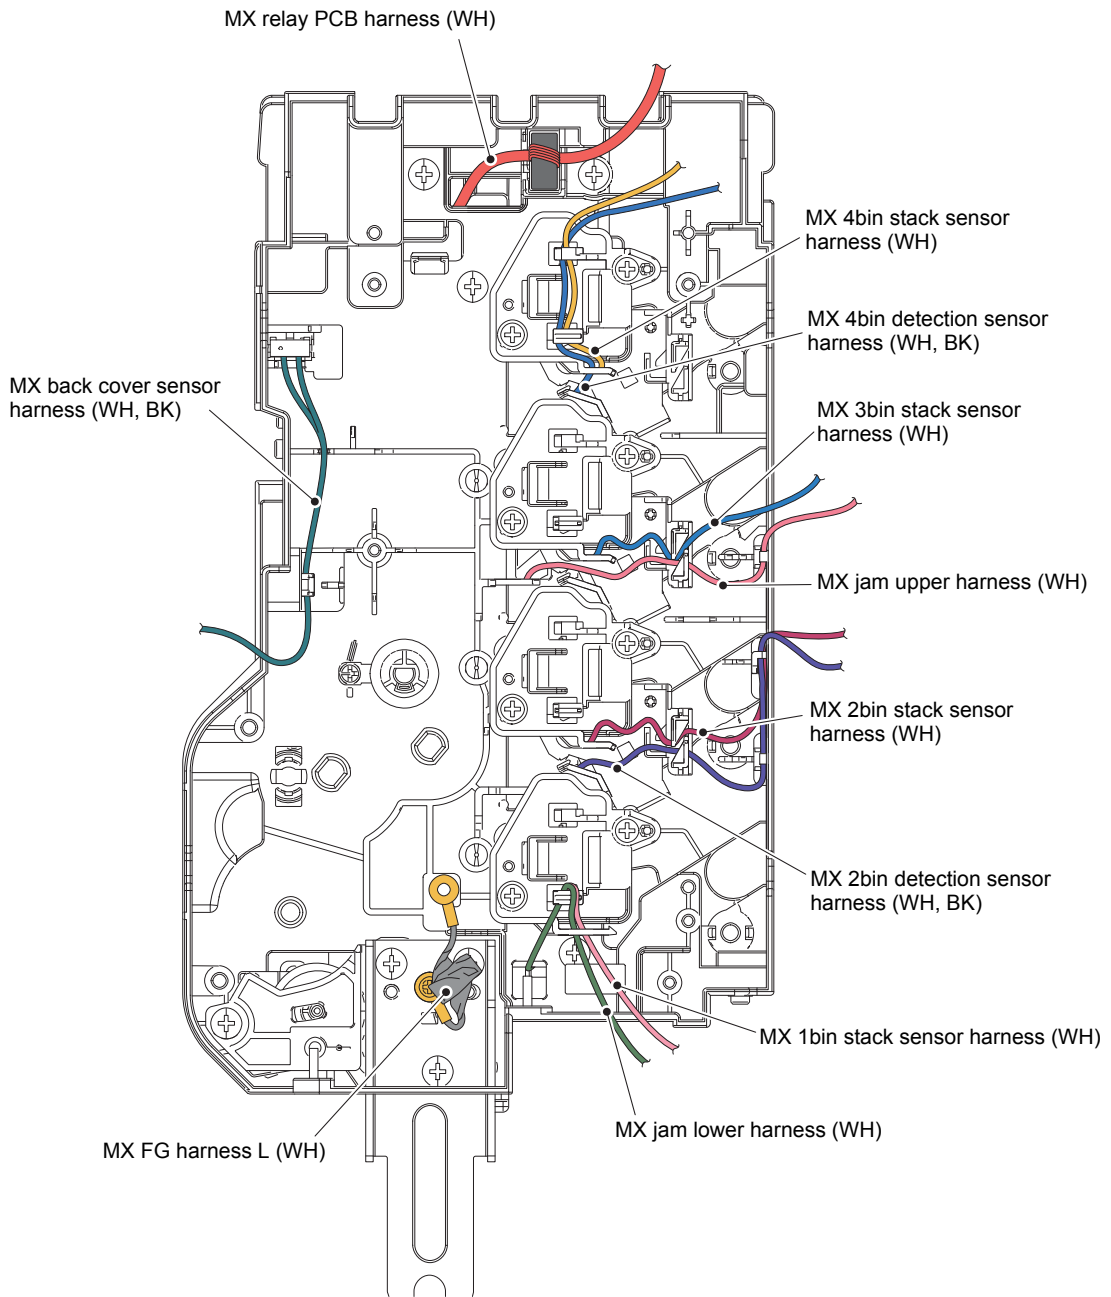 MX relay PCB harness (WH)
MX 4bin stack sensor
harness (WH)
MX 4bin detection sensor
harness (WH, BK)
MX back cover sensor
harness (WH, BK)
MX 3bin stack sensor
harness (WH)
MX jam upper harness (WH)
MX 2bin stack sensor
harness (WH)
MX 2bin detection sensor
harness (WH, BK)
MX 1bin stack sensor harness (WH)
MX jam lower harness (WH)
MX FG harness L (WH)